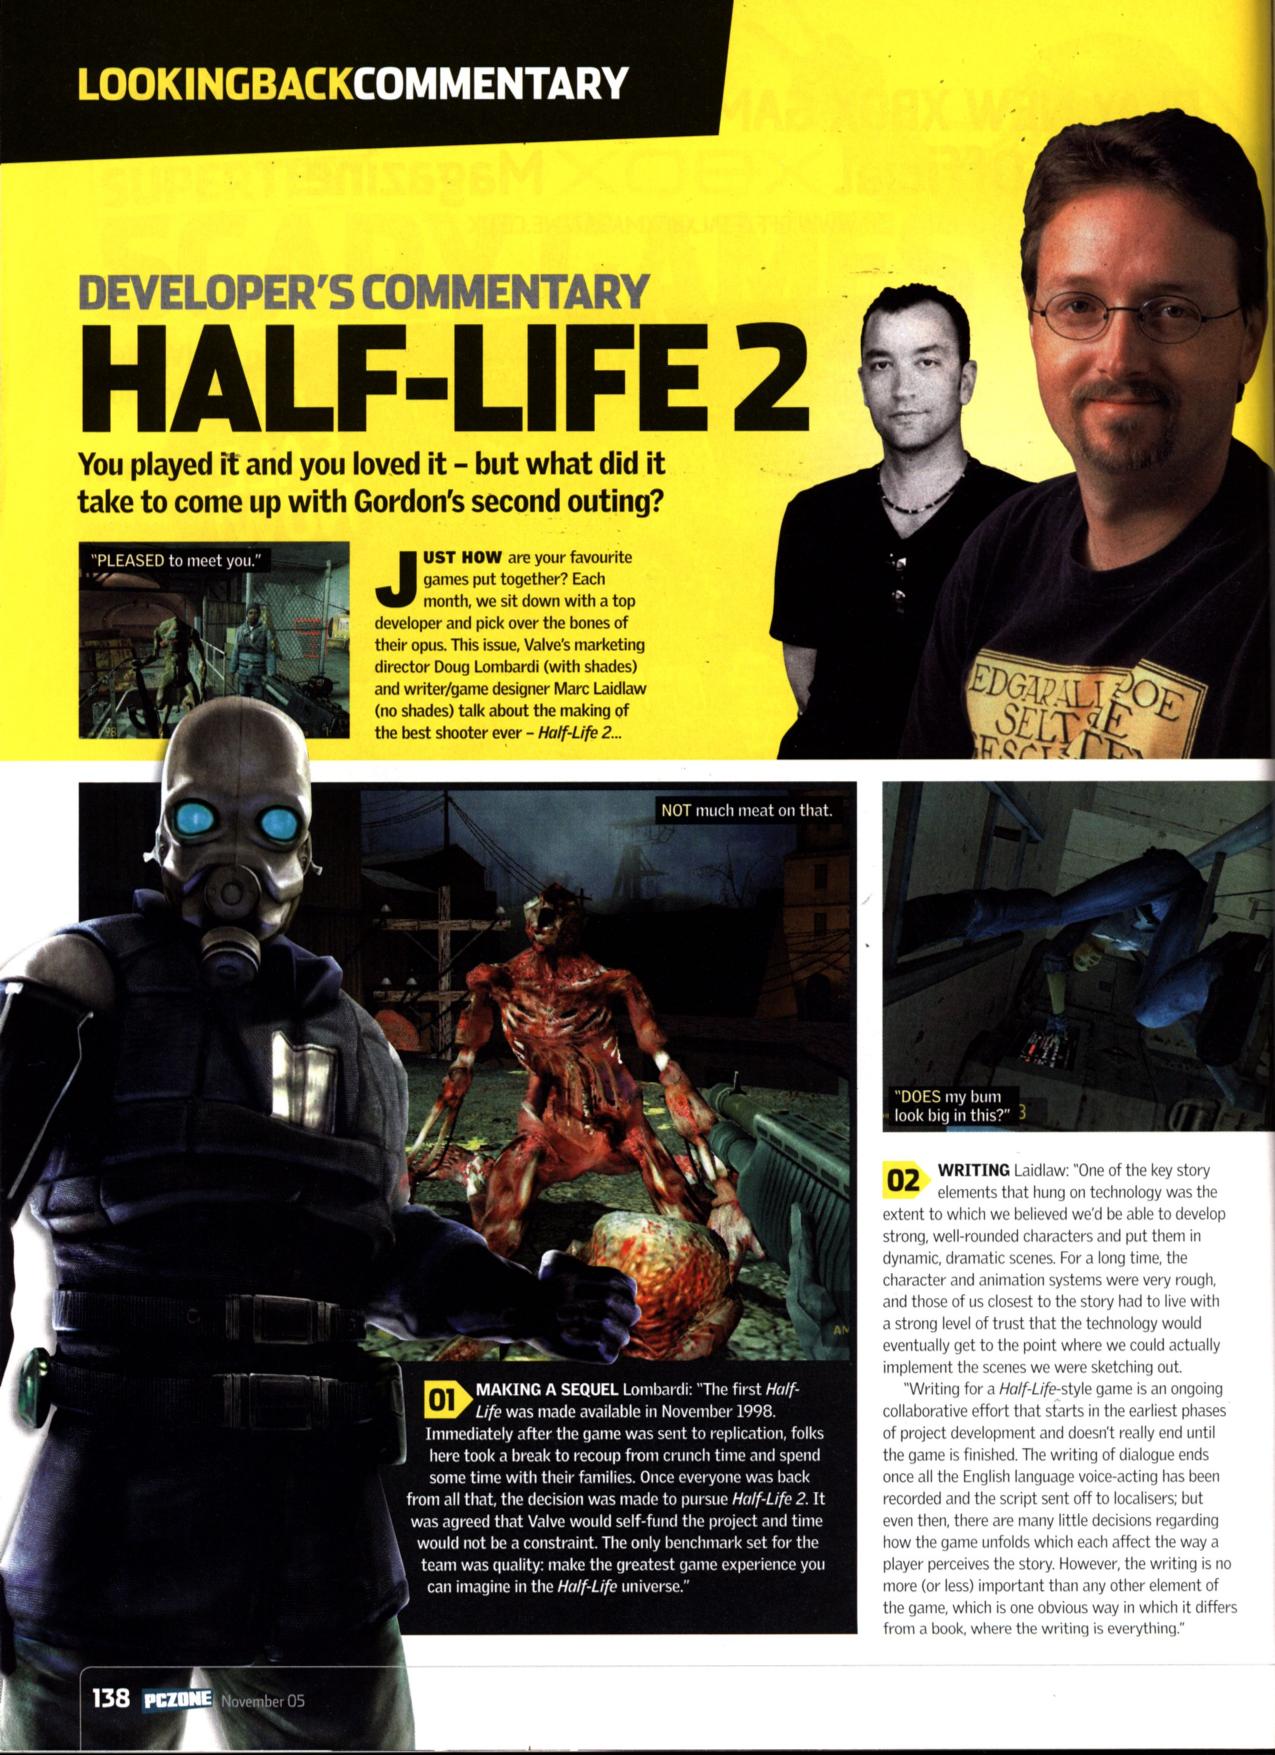 LOOKINGBACKCOMMENTARY
DEVELOPER'S COMMENTARY
HALF-LIFE 2
You played it and you loved it – but what did it
take to come up with Gordon's second outing?
"PLEASED to meet you."
JUST HOW are your favourite
games put together? Each
month, we sit down with a top
developer and pick over the bones of
their opus. This issue, Valve's marketing
director Doug Lombardi (with shades)
and writer/game designer Marc Laidlaw
(no shades) talk about the making of
the best shooter ever – Half-Life 2...
NOT much meat on that.
"DOES my bum
look big in this?"
01 MAKING A SEQUEL Lombardi: "The first Half-
Life was made available in November 1998.
Immediately after the game was sent to replication, folks
here took a break to recoup from crunch time and spend
some time with their families. Once everyone was back
from all that, the decision was made to pursue Half-Life 2. It
was agreed that Valve would self-fund the project and time
would not be a constraint. The only benchmark set for the
team was quality: make the greatest game experience you
can imagine in the Half-Life universe."
02 WRITING Laidlaw: "One of the key story
elements that hung on technology was the
extent to which we believed we'd be able to develop
strong, well-rounded characters and put them in
dynamic, dramatic scenes. For a long time, the
character and animation systems were very rough,
and those of us closest to the story had to live with
a strong level of trust that the technology would
eventually get to the point where we could actually
implement the scenes we were sketching out.
"Writing for a Half-Life-style game is an ongoing
collaborative effort that starts in the earliest phases
of project development and doesn't really end until
the game is finished. The writing of dialogue ends
once all the English language voice-acting has been
recorded and the script sent off to localisers; but
even then, there are many little decisions regarding
how the game unfolds which each affect the way a
player perceives the story. However, the writing is no
more (or less) important than any other element of
the game, which is one obvious way in which it differs
from a book, where the writing is everything."
138 PCZONE November 05